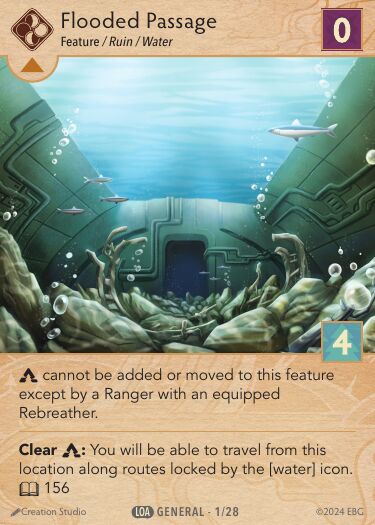 Flooded Passage
Feature / Ruin / Water
0
4
cannot be added or moved to this feature
except by a Ranger with an equipped
Rebreather.
Clear : You will be able to travel from this
location along routes locked by the [water] icon.
156
Creation Studio
LOA GENERAL · 1/28
©2024 EBG